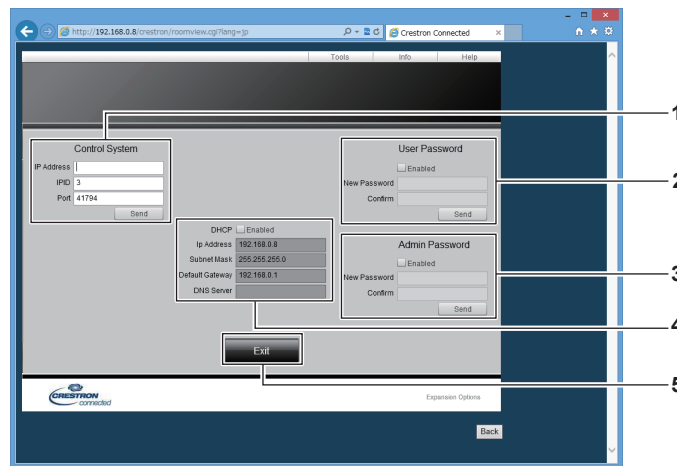 http://192.168.0.8/crestron/roomview.cgi?lang=jp
Crestron Connected
Tools Info Help
1
Control System
IP Address
IPID 3
Port 41794
Send
User Password
Enabled
New Password
Confirm
Send
2
DHCP Enabled
Ip Address 192.168.0.8
Subnet Mask 255.255.255.0
Default Gateway 192.168.0.1
DNS Server
Admin Password
Enabled
New Password
Confirm
Send
3
4
Exit
5
CRESTRON
connected
Expansion Options
Back